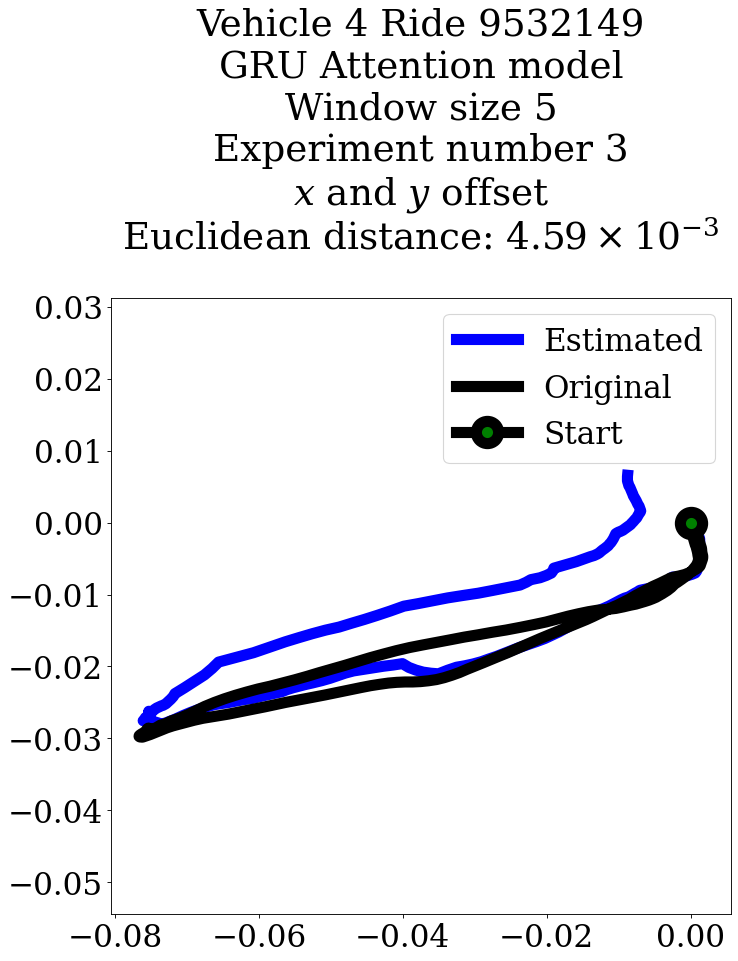 Vehicle 4 Ride 9532149
GRU Attention model
Window size 5
Experiment number 3
x and y offset
Euclidean distance: 4.59 × 10⁻³
Estimated
Original
Start
0.03
0.02
0.01
0.00
−0.01
−0.02
−0.03
−0.04
−0.05
−0.08 −0.06 −0.04 −0.02 0.00